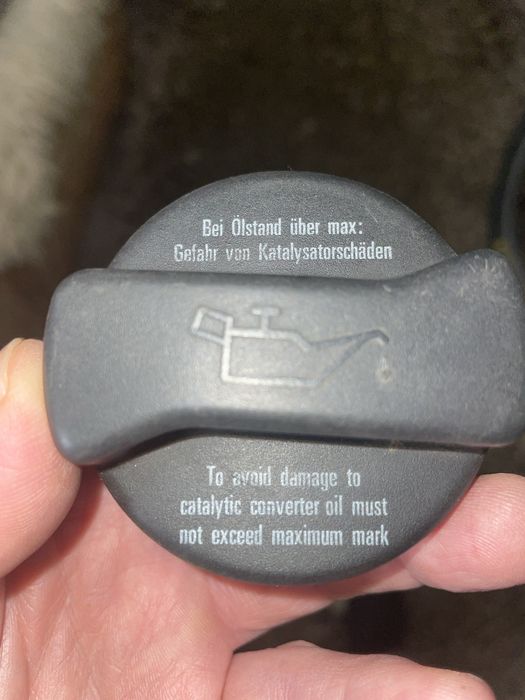 Bei Ölstand über max:
Gefahr von Katalysatorschäden
To avoid damage to
catalytic converter oil must
not exceed maximum mark